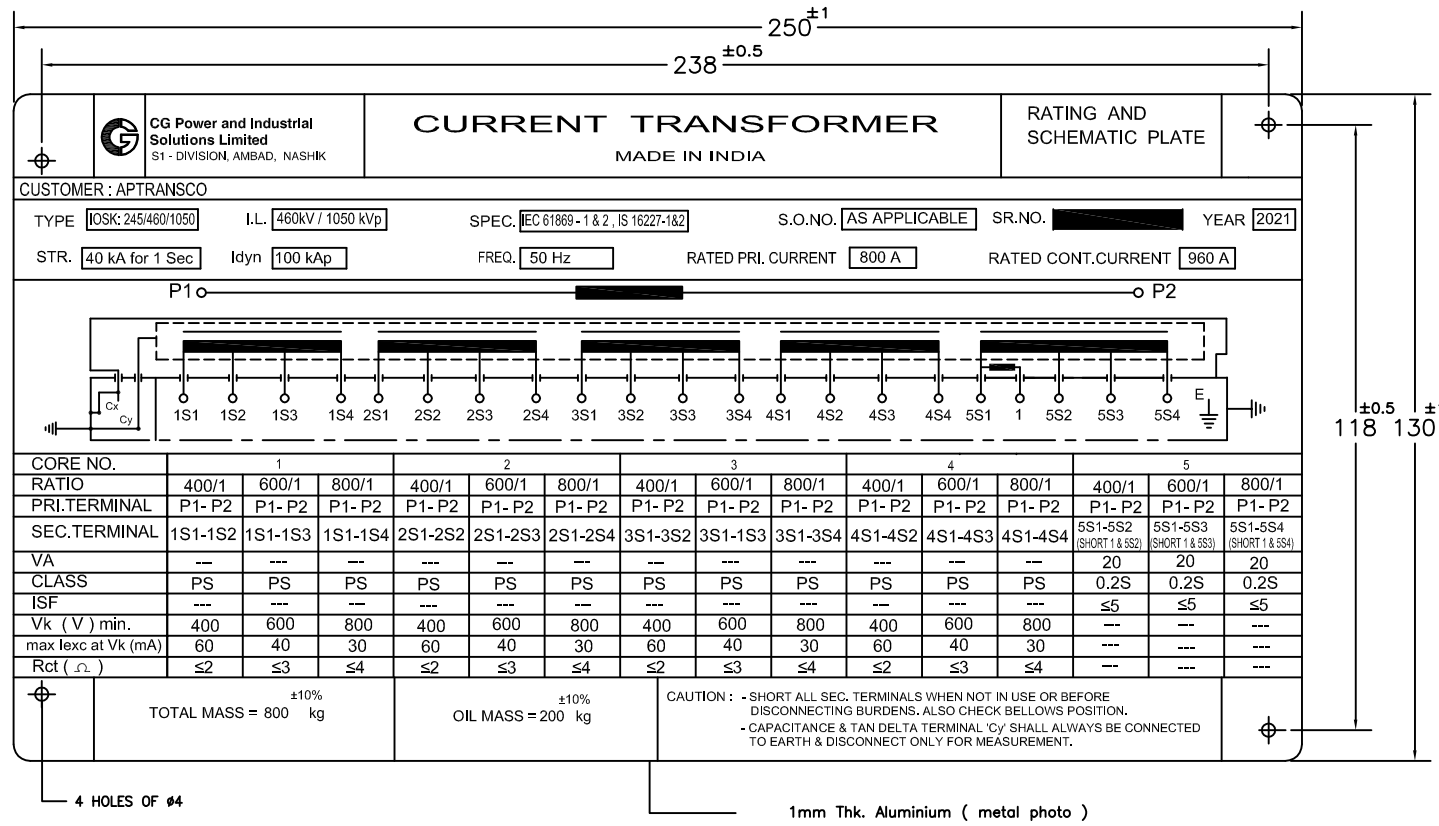 250 ±1
238 ±0.5
CG Power and Industrial
Solutions Limited
S1 - DIVISION, AMBAD, NASHIK
CURRENT TRANSFORMER
MADE IN INDIA
RATING AND
SCHEMATIC PLATE
CUSTOMER : APTRANSCO
TYPE IOSK: 245/460/1050 I.L. 460kV / 1050 kVp SPEC. IEC 61869 - 1 & 2 , IS 16227-1&2 S.O.NO. AS APPLICABLE SR.NO. YEAR 2021
STR. 40 kA for 1 Sec Idyn 100 kAp FREQ. 50 Hz RATED PRI. CURRENT 800 A RATED CONT.CURRENT 960 A
P1 P2
Cx
Cy
1S1 1S2 1S3 1S4 2S1 2S2 2S3 2S4 3S1 3S2 3S3 3S4 4S1 4S2 4S3 4S4 5S1 1 5S2 5S3 5S4
E
±0.5
118
±1
130
CORE NO. 1 2 3 4 5
RATIO 400/1 600/1 800/1 400/1 600/1 800/1 400/1 600/1 800/1 400/1 600/1 800/1 400/1 600/1 800/1
PRI.TERMINAL P1- P2 P1- P2 P1- P2 P1- P2 P1- P2 P1- P2 P1- P2 P1- P2 P1- P2 P1- P2 P1- P2 P1- P2 P1- P2 P1- P2 P1- P2
SEC.TERMINAL 1S1-1S2 1S1-1S3 1S1-1S4 2S1-2S2 2S1-2S3 2S1-2S4 3S1-3S2 3S1-1S3 3S1-3S4 4S1-4S2 4S1-4S3 4S1-4S4 5S1-5S2 5S1-5S3 5S1-5S4
(SHORT 1 & 5S2) (SHORT 1 & 5S3) (SHORT 1 & 5S4)
VA --- --- --- --- --- --- --- --- --- --- --- --- 20 20 20
CLASS PS PS PS PS PS PS PS PS PS PS PS PS 0.2S 0.2S 0.2S
ISF --- --- --- --- --- --- --- --- --- --- --- --- ≤5 ≤5 ≤5
Vk ( V ) min. 400 600 800 400 600 800 400 600 800 400 600 800 --- --- ---
max Iexc at Vk (mA) 60 40 30 60 40 30 60 40 30 60 40 30 --- --- ---
Rct ( Ω ) ≤2 ≤3 ≤4 ≤2 ≤3 ≤4 ≤2 ≤3 ≤4 ≤2 ≤3 ≤4 --- --- ---
TOTAL MASS = 800 ±10% kg
OIL MASS = 200 ±10% kg
CAUTION : - SHORT ALL SEC. TERMINALS WHEN NOT IN USE OR BEFORE
DISCONNECTING BURDENS. ALSO CHECK BELLOWS POSITION.
- CAPACITANCE & TAN DELTA TERMINAL 'Cy' SHALL ALWAYS BE CONNECTED
TO EARTH & DISCONNECT ONLY FOR MEASUREMENT.
4 HOLES OF ø4
1mm Thk. Aluminium ( metal photo )